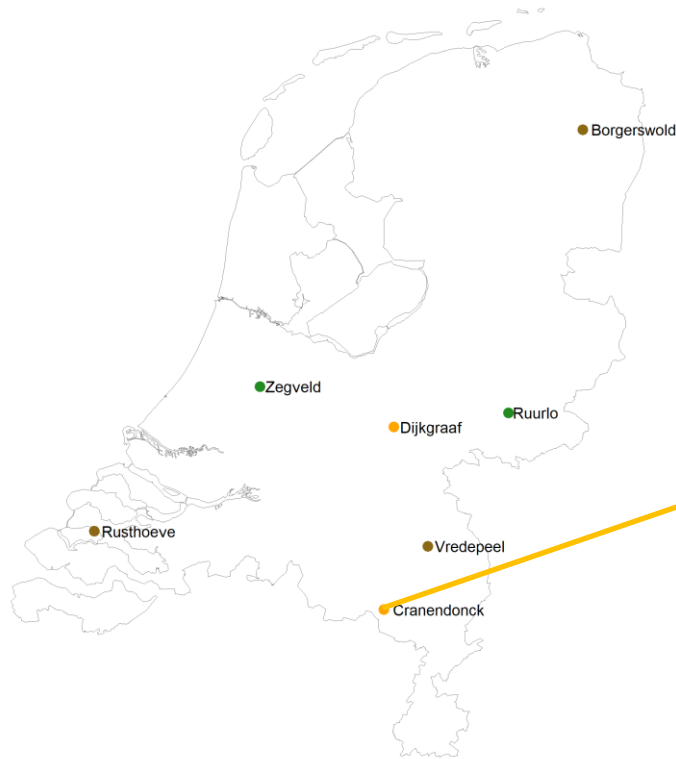 Borgerswold
Zegveld
Ruurlo
Dijkgraaf
Rusthoeve
Vredepeel
Cranendonck